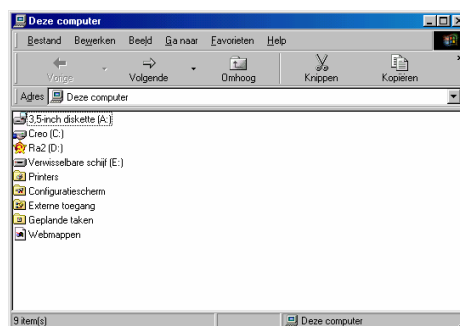 Deze computer
Bestand Bewerken Beeld Ga naar Favorieten Help
Vorige Volgende Omhoog Knippen Kopiëren
Adres Deze computer
3,5-inch diskette (A:)
Creo (C:)
Ra2 (D:)
Verwisselbare schijf (E:)
Printers
Configuratiescherm
Externe toegang
Geplande taken
Webmappen
9 item(s) Deze computer